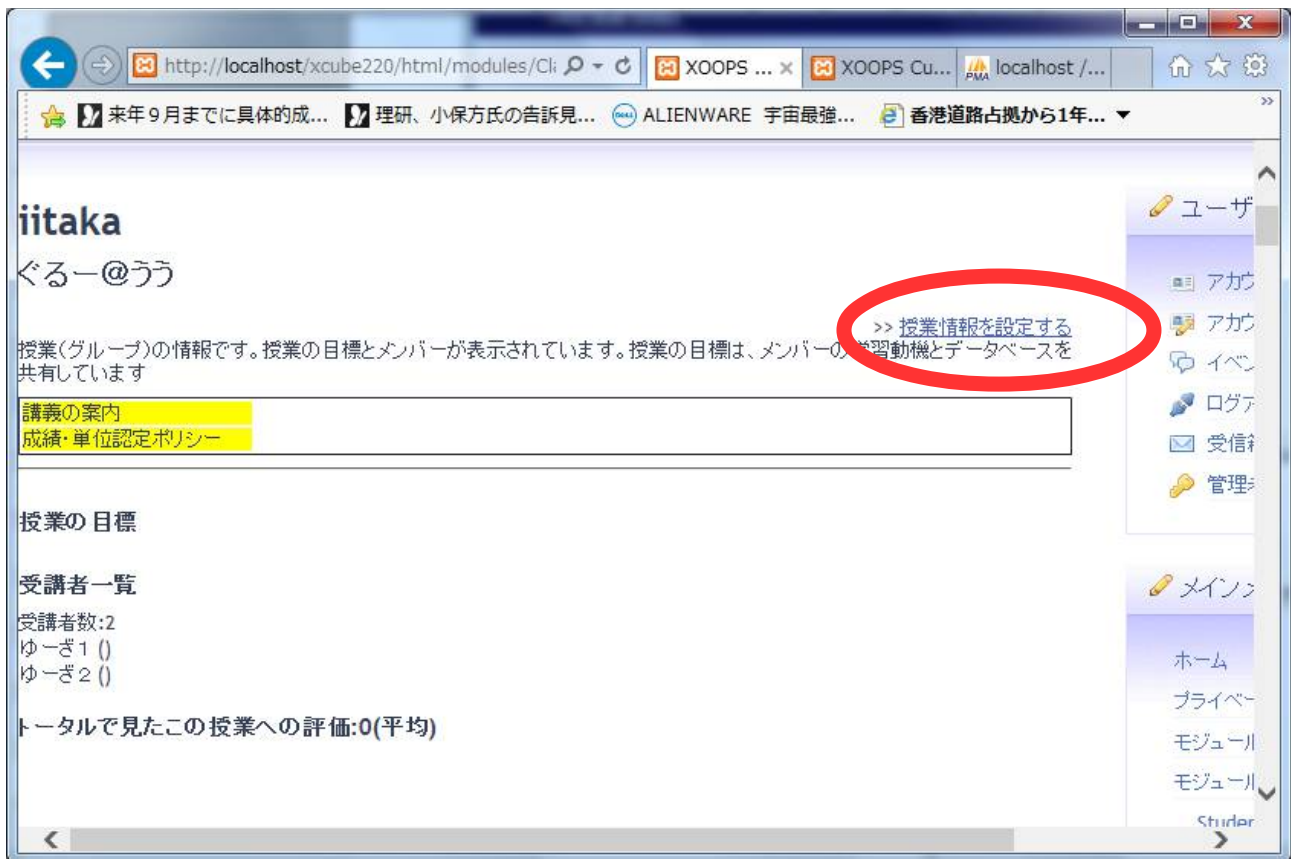 http://localhost/xcube220/html/modules/Cl
XOOPS ...
XOOPS Cu...
localhost /...
来年9月までに具体的成...
理研、小保方氏の告訴見...
ALIENWARE 宇宙最強...
香港道路占拠から1年...
iitaka
ぐるー@うう
>> 授業情報を設定する
授業(グループ)の情報です。授業の目標とメンバーが表示されています。授業の目標は、メンバーの学習動機とデータベースを
共有しています
講義の案内
成績・単位認定ポリシー
授業の目標
受講者一覧
受講者数:2
ゆーざ1 ()
ゆーざ2 ()
トータルで見たこの授業への評価:0(平均)
ユーザ
アカウ
アカウ
イベン
ログア
受信
管理
メイン
ホーム
プライベー
モジュール
モジュール
Studen